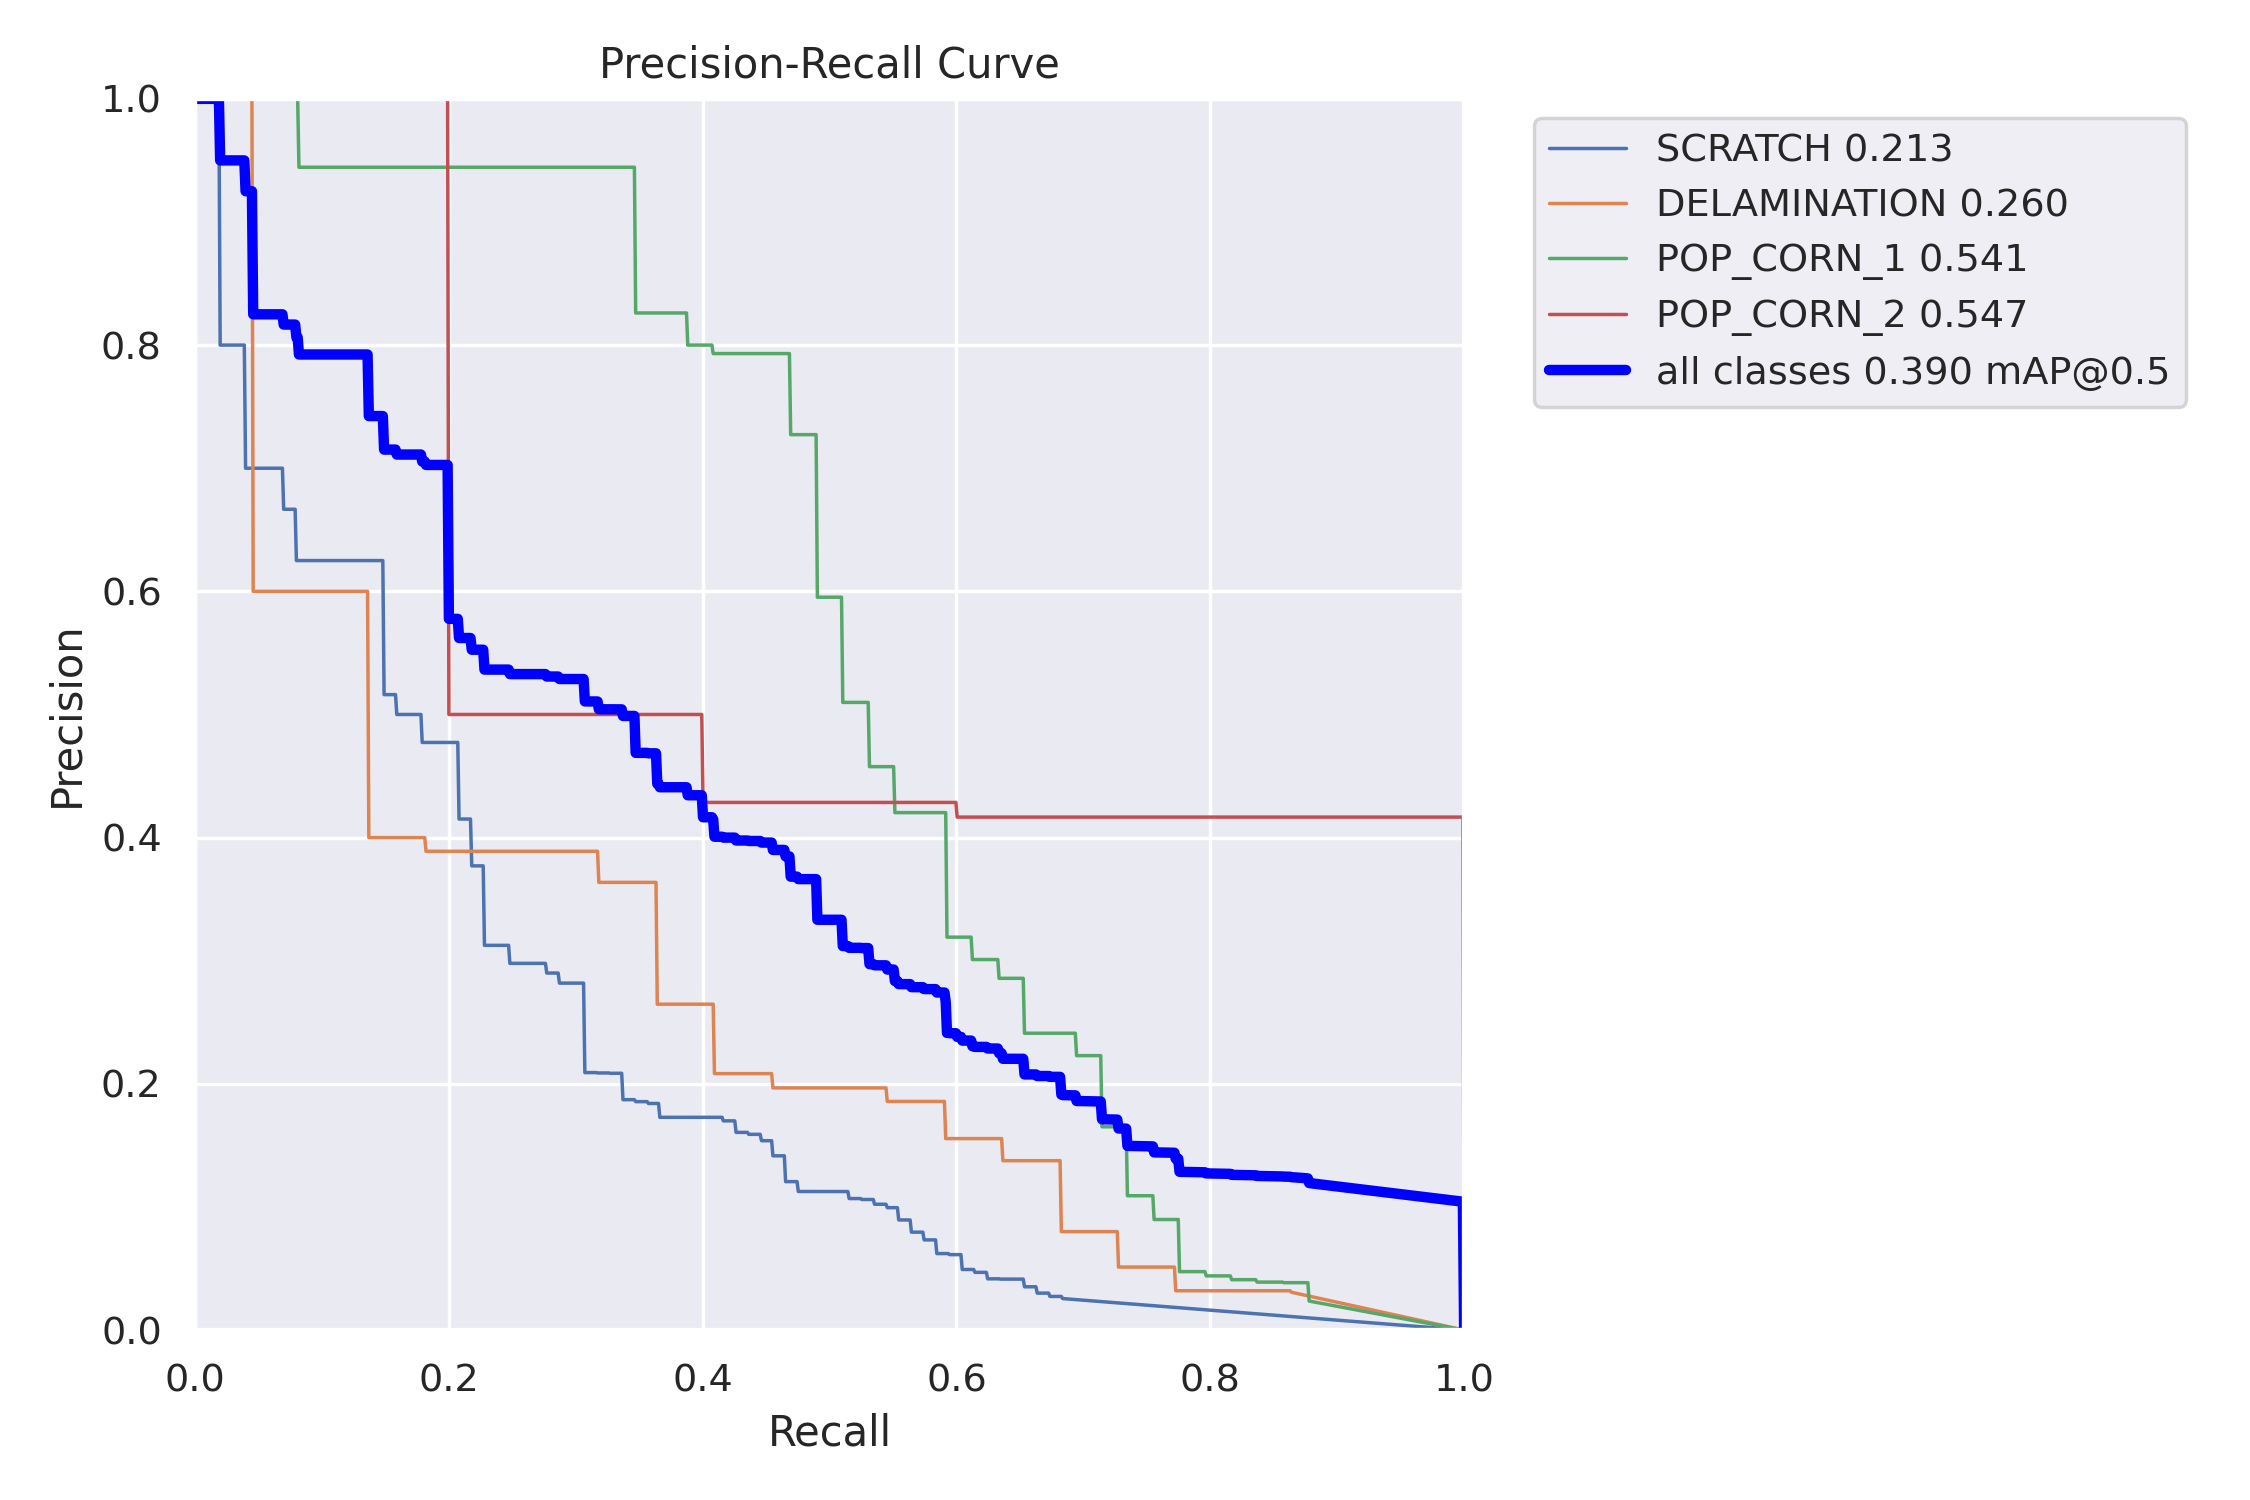 Precision-Recall Curve
1.0
0.8
0.6
0.4
0.2
0.0
Precision
0.0 0.2 0.4 0.6 0.8 1.0
Recall
SCRATCH 0.213
DELAMINATION 0.260
POP_CORN_1 0.541
POP_CORN_2 0.547
all classes 0.390 mAP@0.5